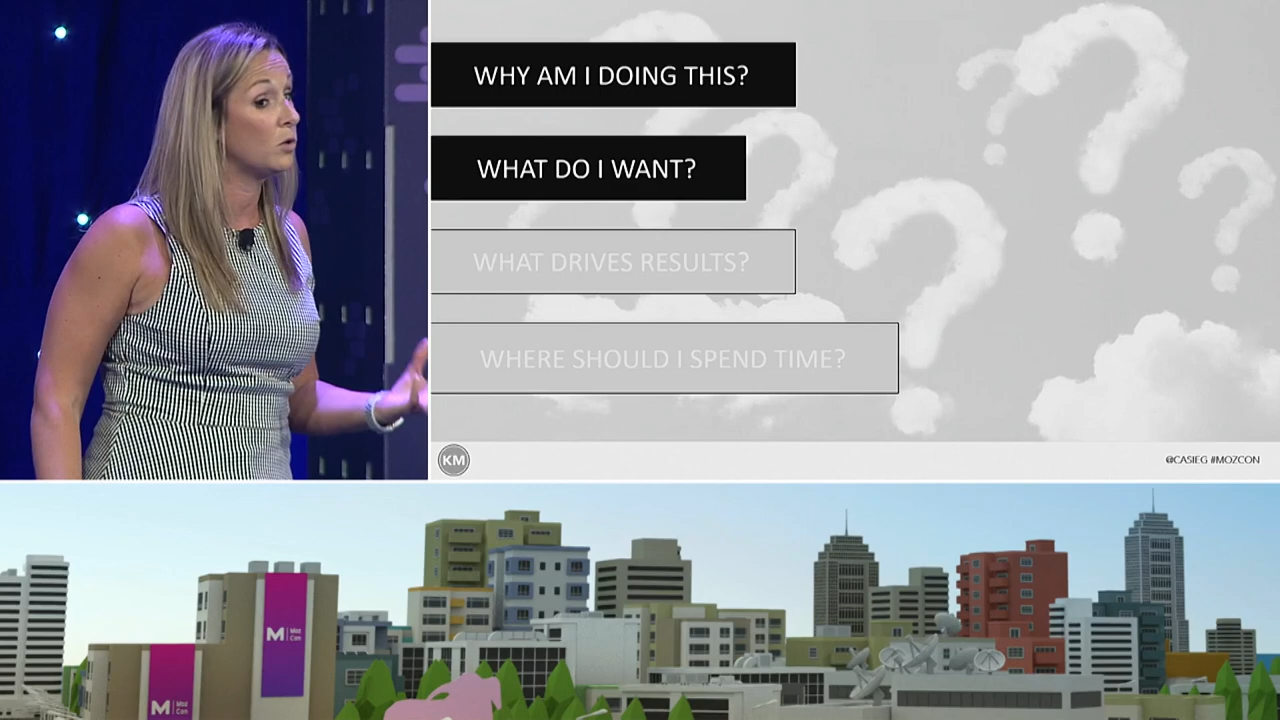 WHY AM I DOING THIS?
WHAT DO I WANT?
WHAT DRIVES RESULTS?
WHERE SHOULD I SPEND TIME?
KM
@CASIEG #MOZCON
M Moz Con
M Moz Con